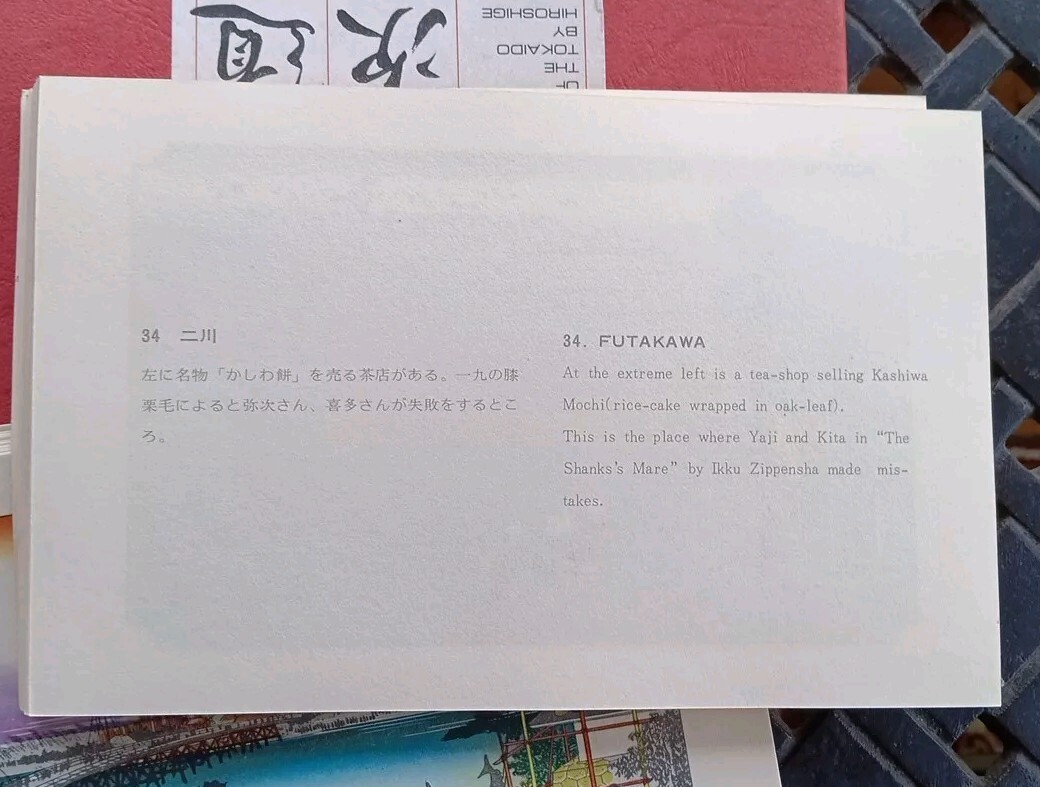 道
次
OF
THE
TOKAIDO
BY
HIROSHIGE
34 二川
左に名物「かしわ餅」を売る茶店がある。一九の膝
栗毛によると弥次さん、喜多さんが失敗をするとこ
ろ。
34. FUTAKAWA
At the extreme left is a tea-shop selling Kashiwa
Mochi(rice-cake wrapped in oak-leaf).
This is the place where Yaji and Kita in “The
Shanks's Mare” by Ikku Zippensha made mis-
takes.